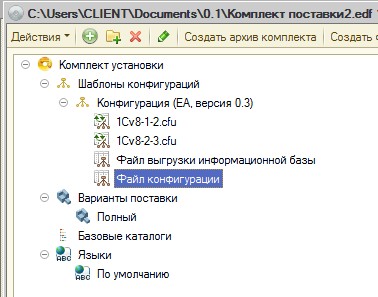 C:\Users\CLIENT\Documents\0.1\Комплект поставки2.edf
Действия Создать архив комплекта Создать
Комплект установки
Шаблоны конфигураций
Конфигурация (ЕА, версия 0.3)
1Cv8-1-2.cfu
1Cv8-2-3.cfu
Файл выгрузки информационной базы
Файл конфигурации
Варианты поставки
Полный
Базовые каталоги
ABC Языки
ABC По умолчанию